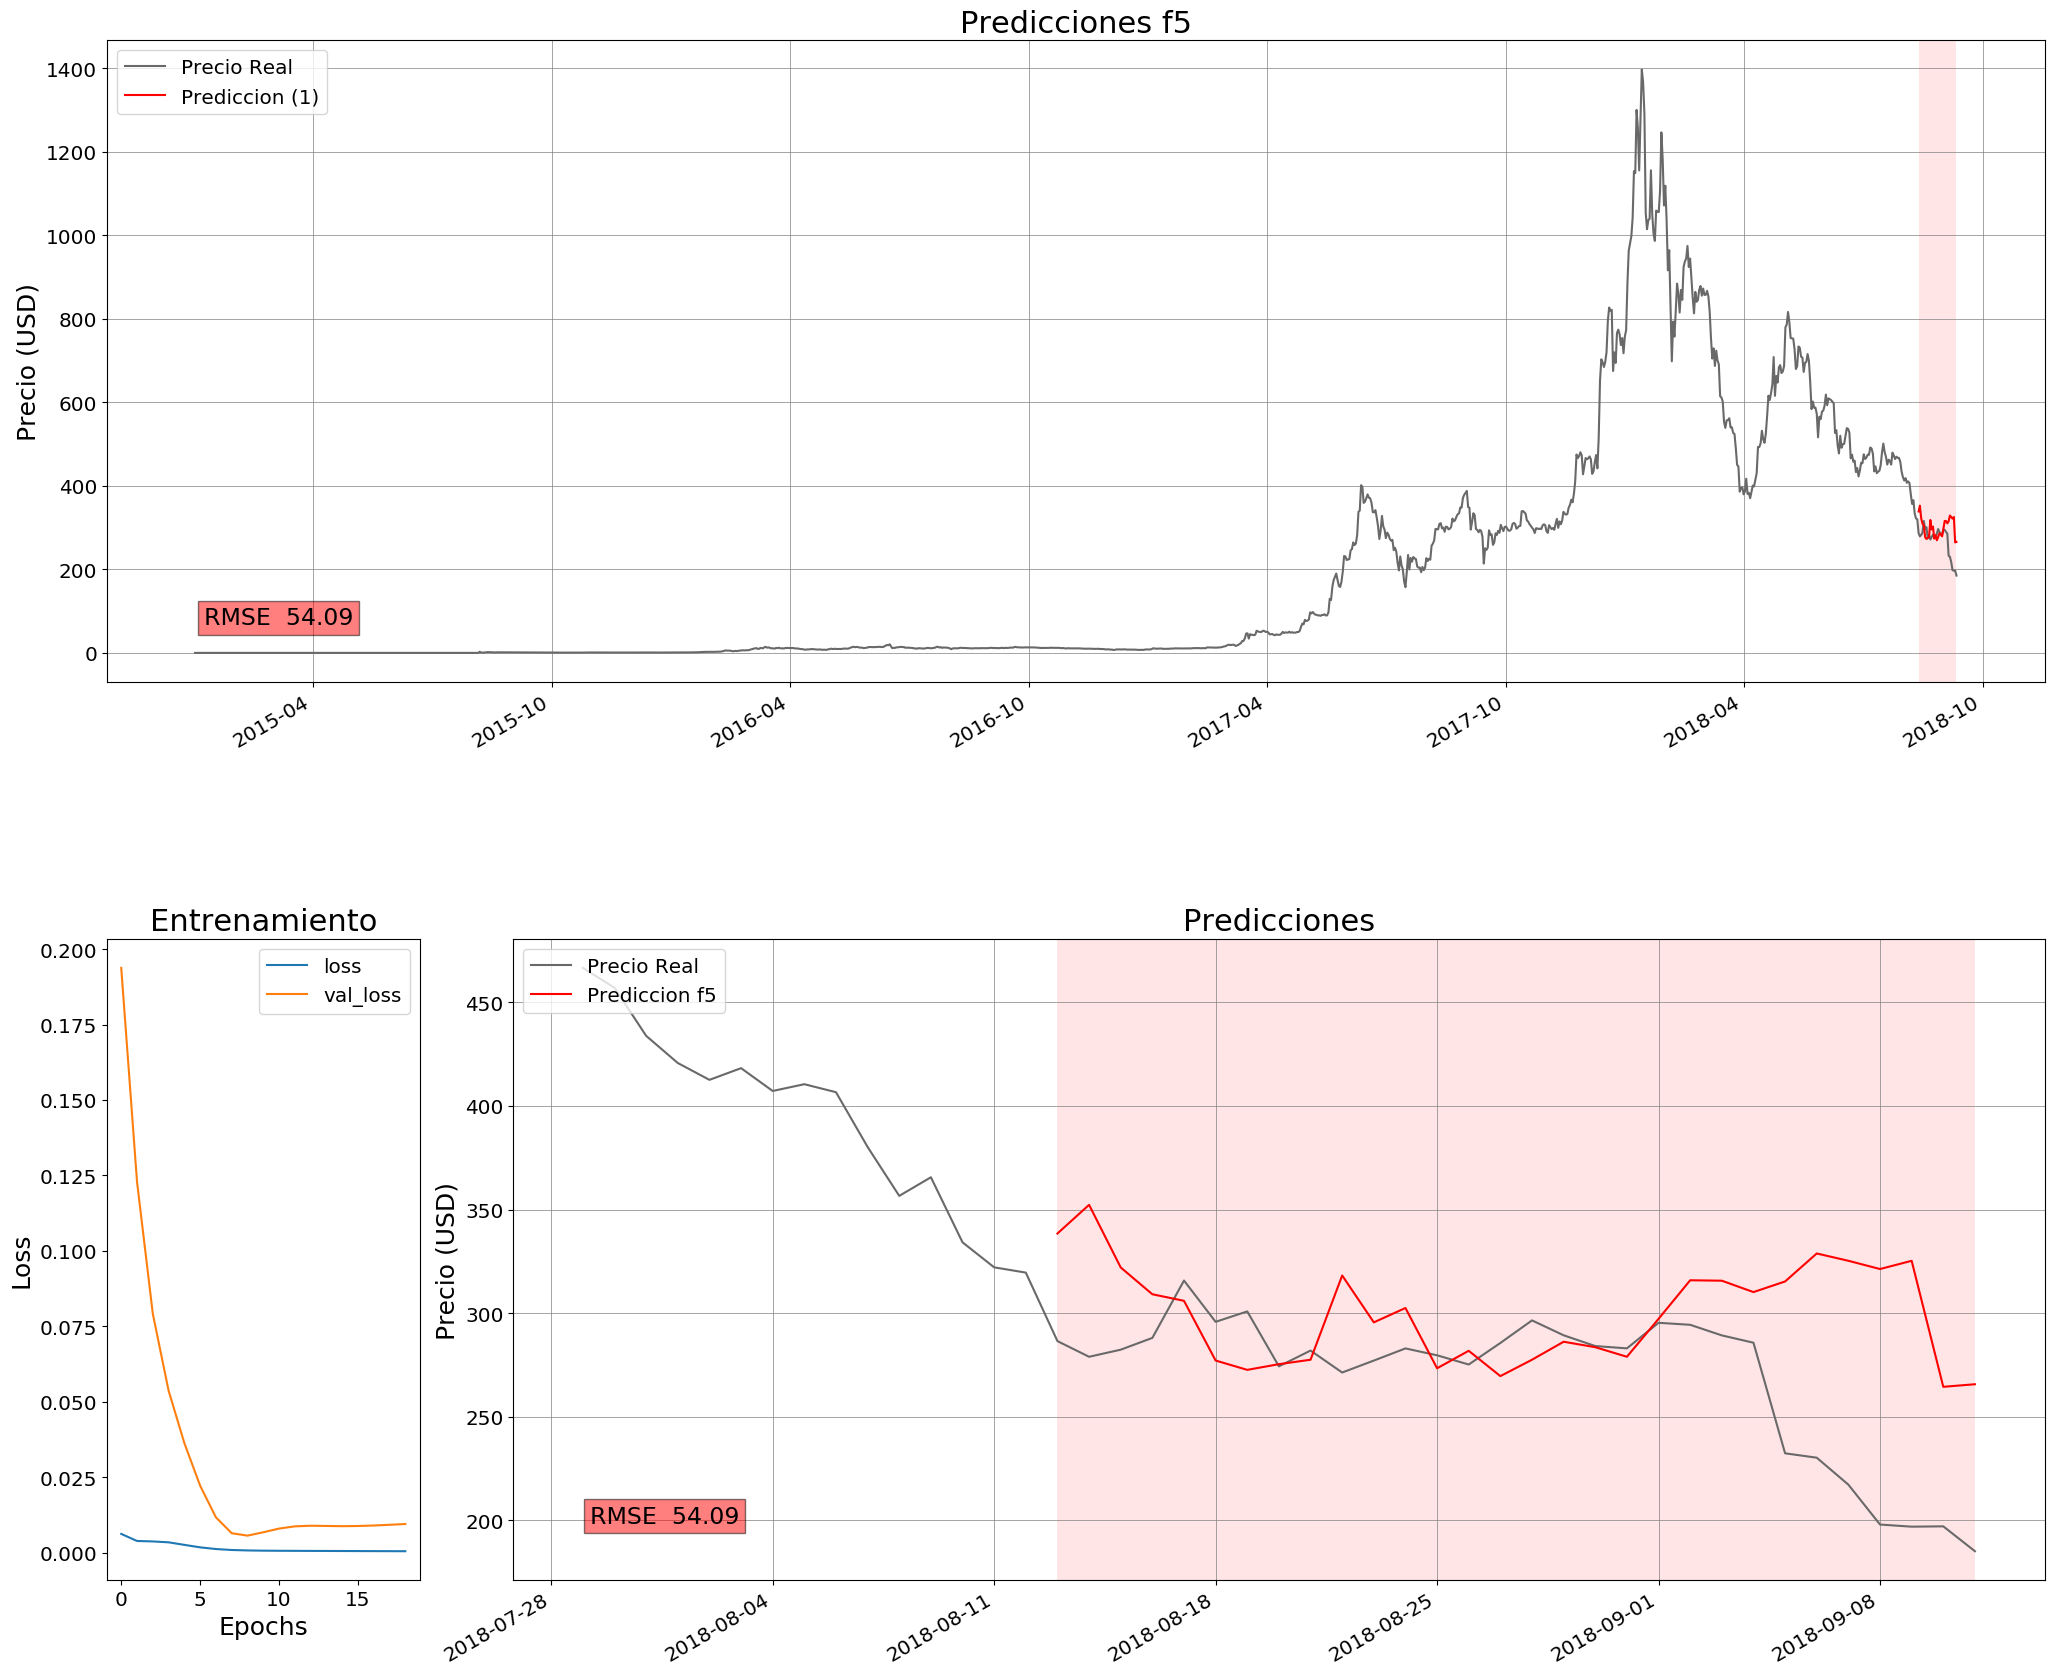 Predicciones f5
Precio Real
Prediccion (1)
Precio (USD)
1400
1200
1000
800
600
400
200
0
RMSE  54.09
2015-04
2015-10
2016-04
2016-10
2017-04
2017-10
2018-04
2018-10
Entrenamiento
loss
val_loss
Loss
0.200
0.175
0.150
0.125
0.100
0.075
0.050
0.025
0.000
0
5
10
15
Epochs
Predicciones
Precio Real
Prediccion f5
Precio (USD)
450
400
350
300
250
200
RMSE  54.09
2018-07-28
2018-08-04
2018-08-11
2018-08-18
2018-08-25
2018-09-01
2018-09-08